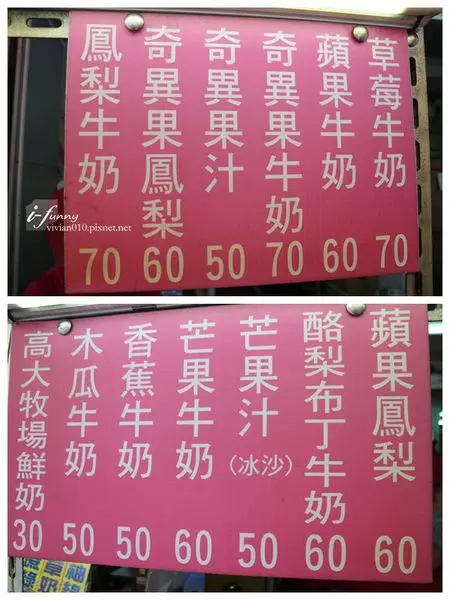 草莓牛奶 70
蘋果牛奶 60
奇異果牛奶 70
奇異果汁 50
奇異果鳳梨 60
鳳梨牛奶 70
i-funny
vivian010.pixnet.net
蘋果鳳梨 60
酪梨布丁牛奶 60
芒果汁(冰沙) 50
芒果牛奶 60
香蕉牛奶 50
木瓜牛奶 50
高大牧場鮮奶 30